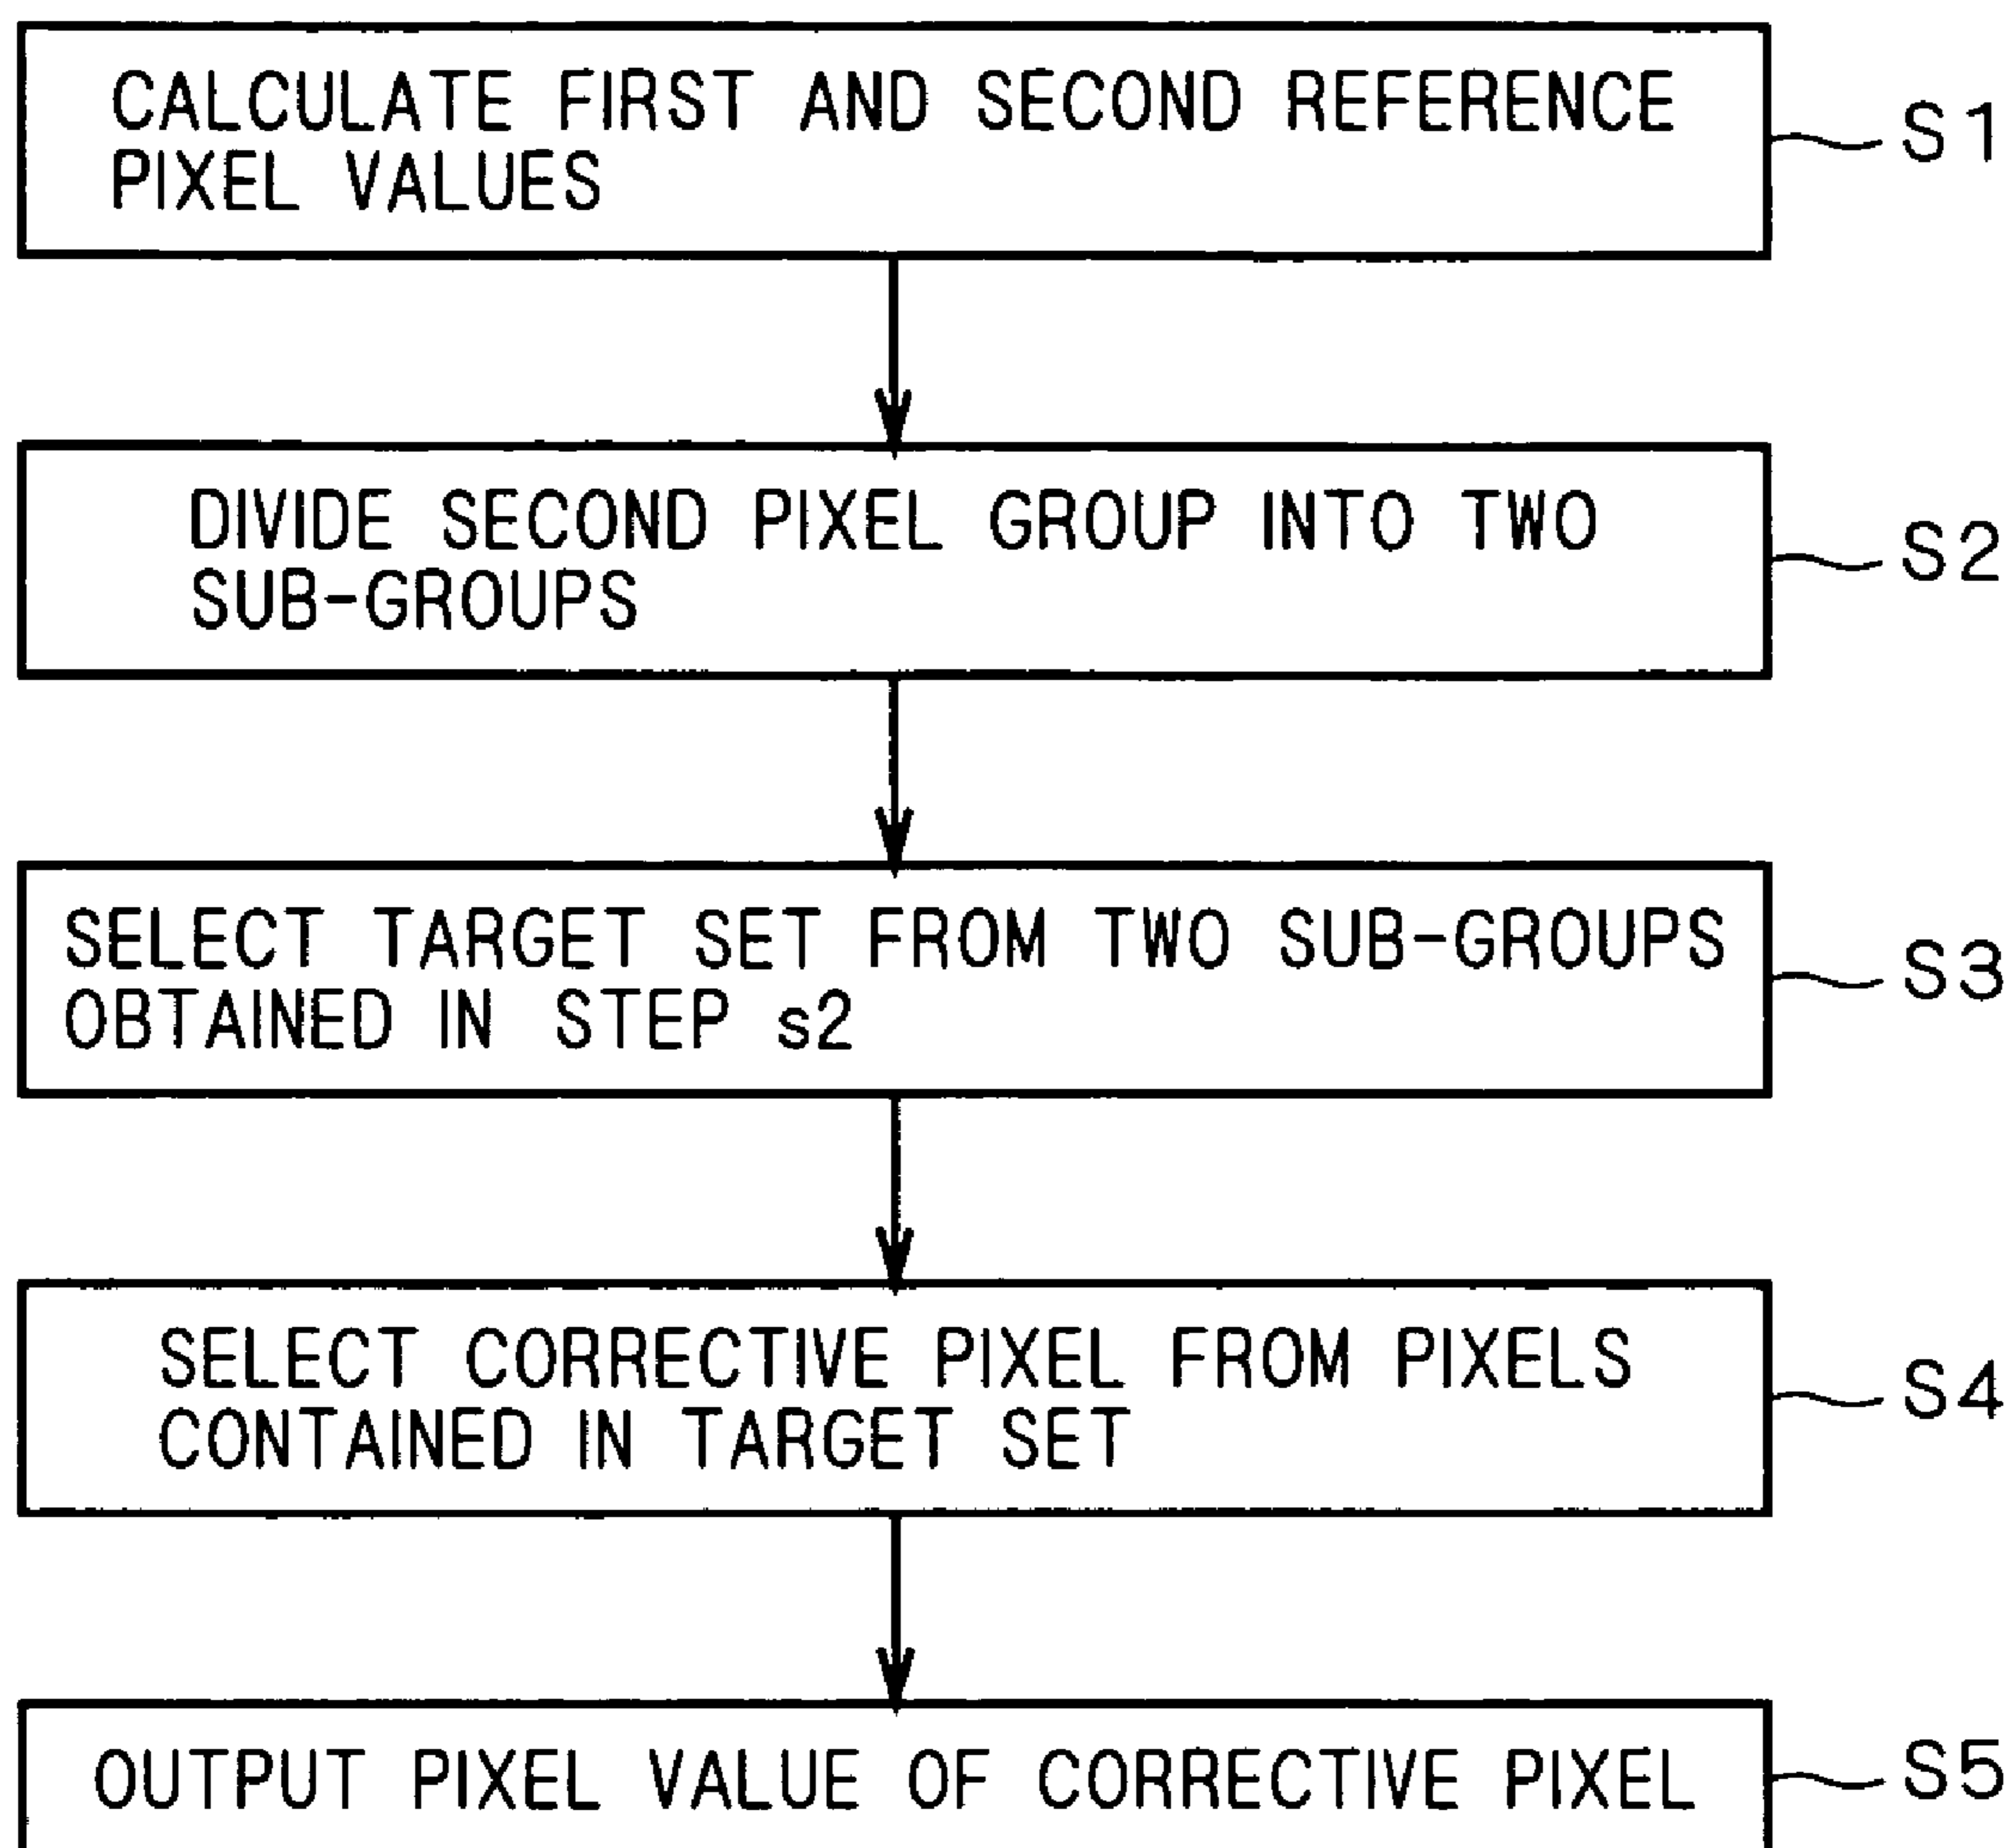 CALCULATE FIRST AND SECOND REFERENCE
PIXEL VALUES
S1
DIVIDE SECOND PIXEL GROUP INTO TWO
SUB-GROUPS
S2
SELECT TARGET SET FROM TWO SUB-GROUPS
OBTAINED IN STEP s2
S3
SELECT CORRECTIVE PIXEL FROM PIXELS
CONTAINED IN TARGET SET
S4
OUTPUT PIXEL VALUE OF CORRECTIVE PIXEL
S5